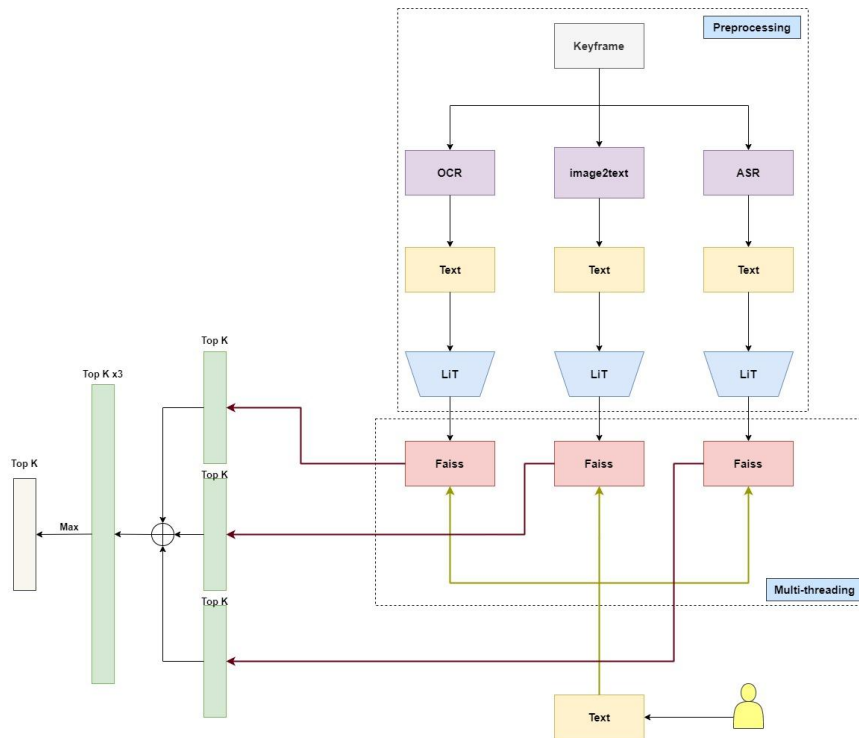 Preprocessing
Keyframe
OCR
image2text
ASR
Text
Text
Text
LiT
LiT
LiT
Top K
Top K x3
Top K
Max
Top K
Top K
Faiss
Faiss
Faiss
Multi-threading
Text